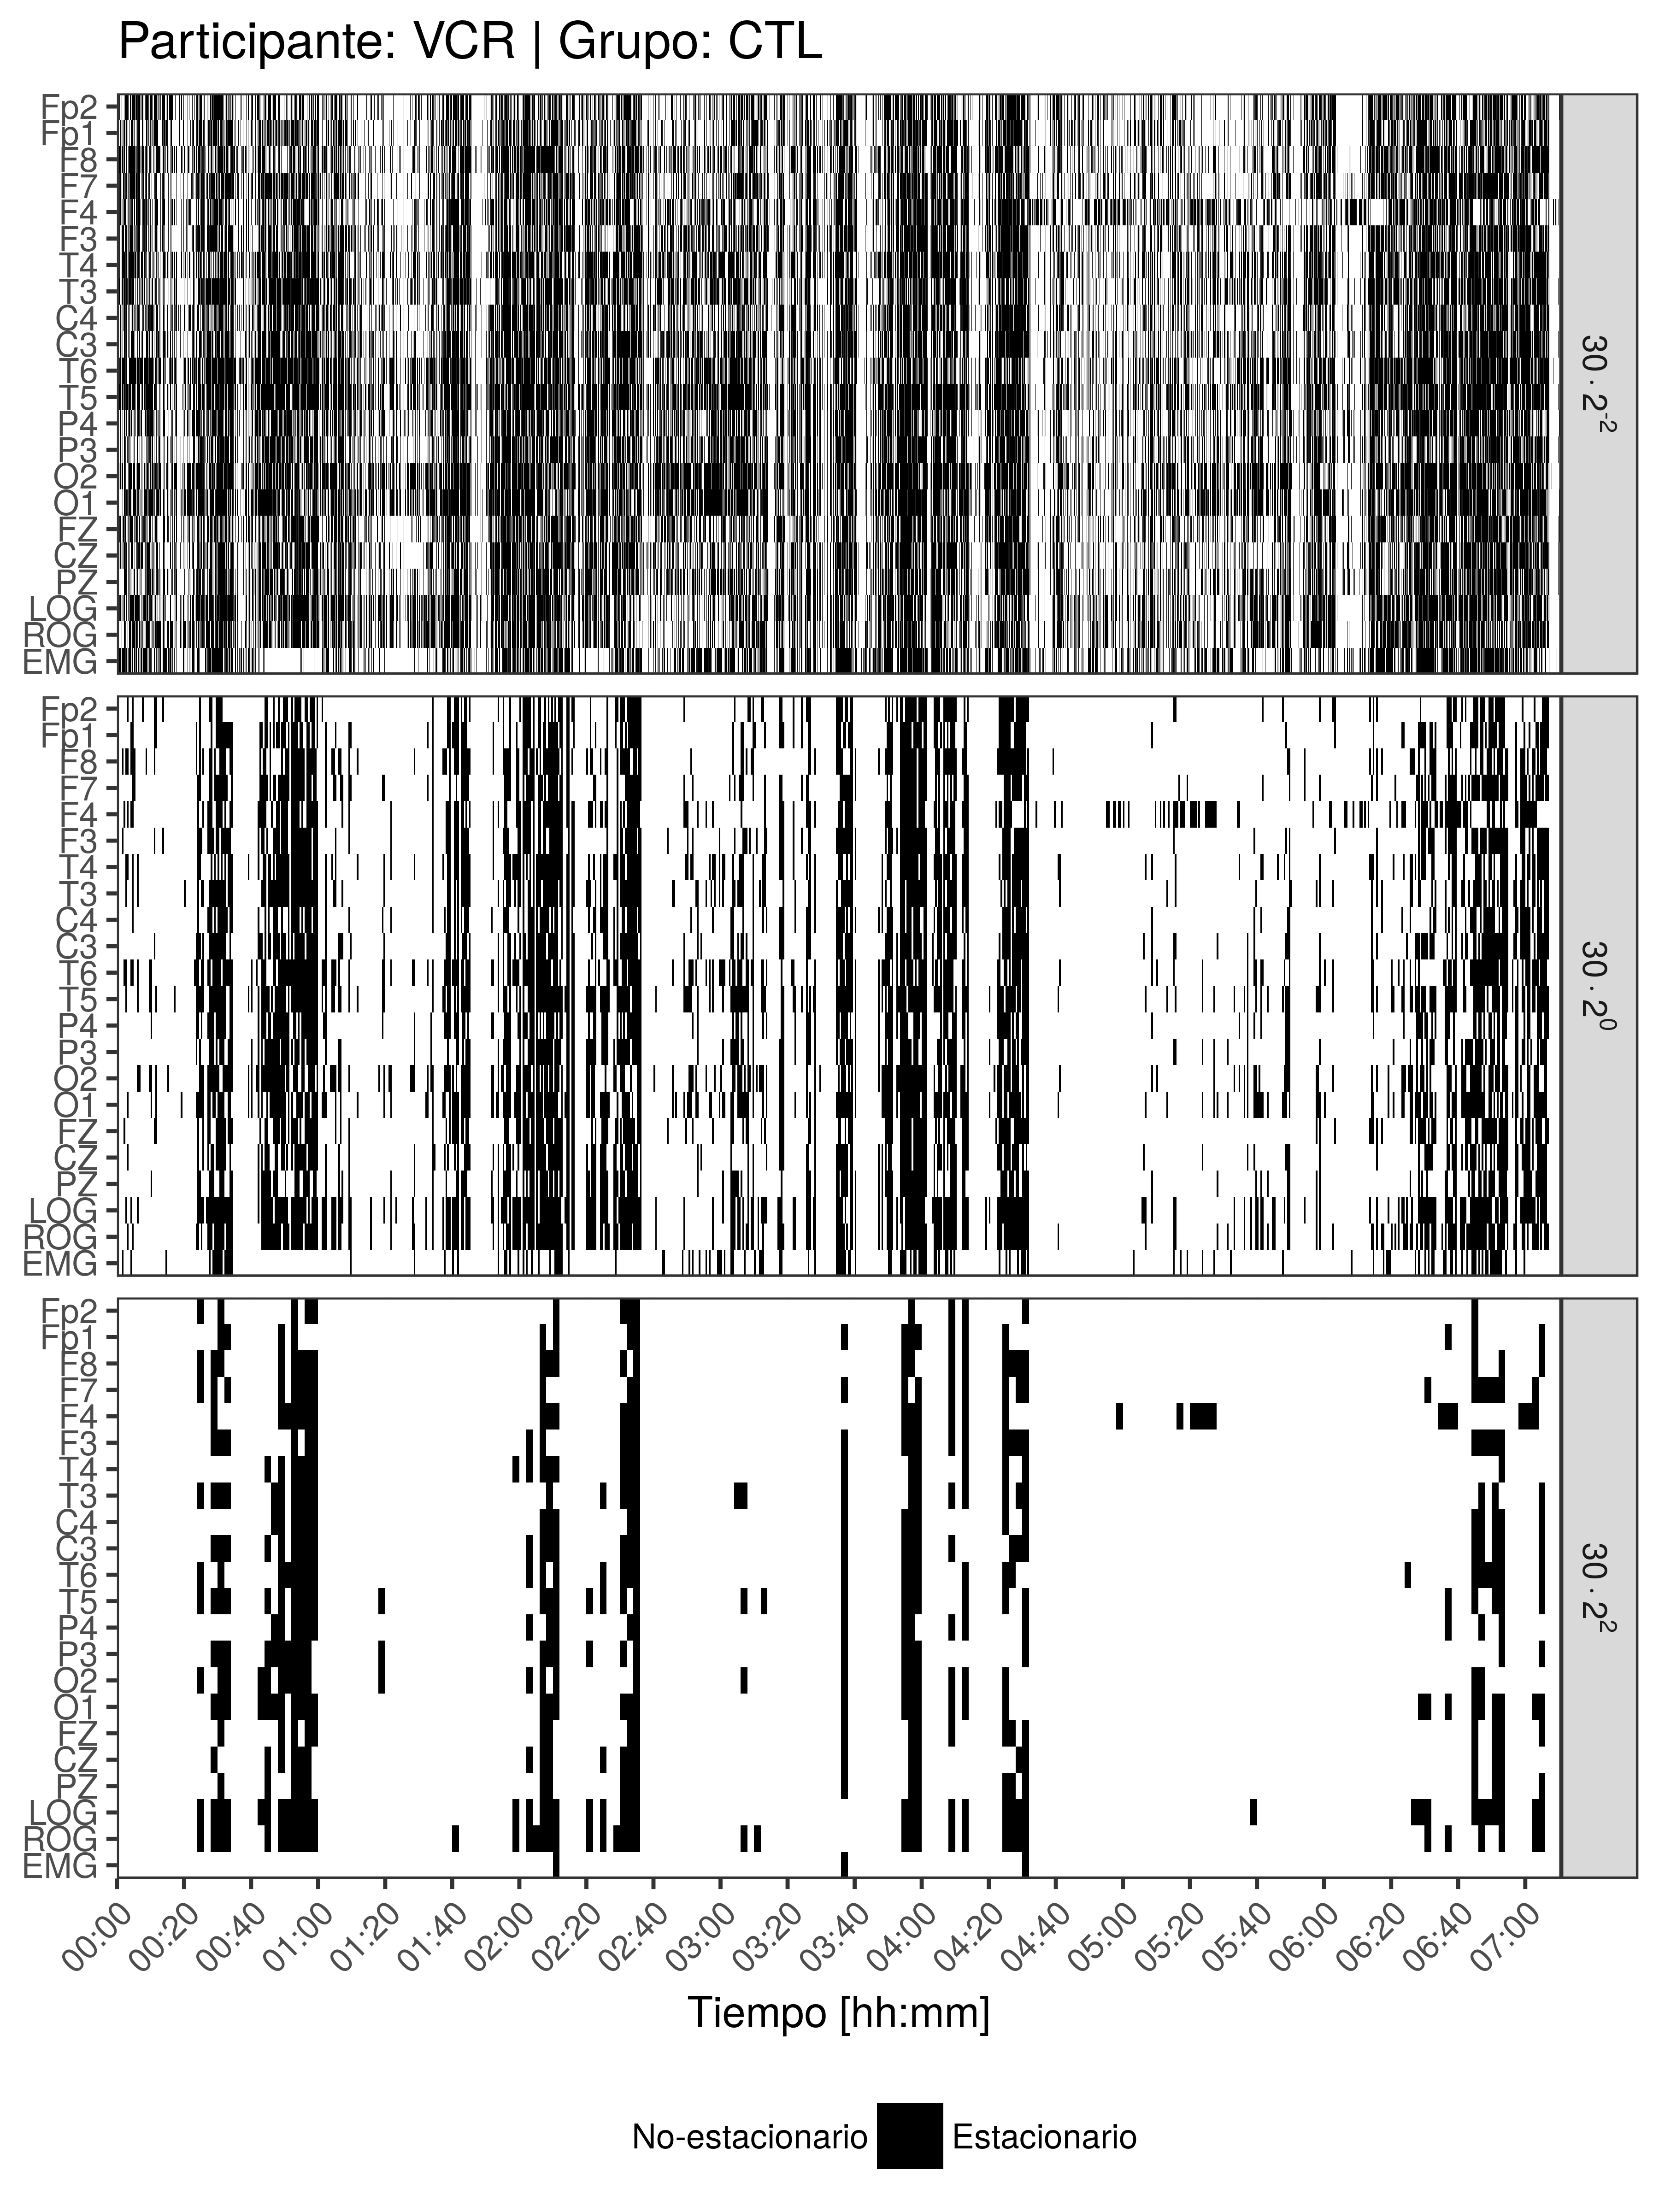 Participante: VCR | Grupo: CTL
Fp2
Fp1
F8
F7
F4
F3
T4
T3
C4
C3
T6
T5
P4
P3
O2
O1
FZ
CZ
PZ
LOG
ROG
EMG
30 · 2⁻²
Fp2
Fp1
F8
F7
F4
F3
T4
T3
C4
C3
T6
T5
P4
P3
O2
O1
FZ
CZ
PZ
LOG
ROG
EMG
30 · 2⁰
Fp2
Fp1
F8
F7
F4
F3
T4
T3
C4
C3
T6
T5
P4
P3
O2
O1
FZ
CZ
PZ
LOG
ROG
EMG
30 · 2²
00:00 00:20 00:40 01:00 01:20 01:40 02:00 02:20 02:40 03:00 03:20 03:40 04:00 04:20 04:40 05:00 05:20 05:40 06:00 06:20 06:40 07:00
Tiempo [hh:mm]
No-estacionario Estacionario